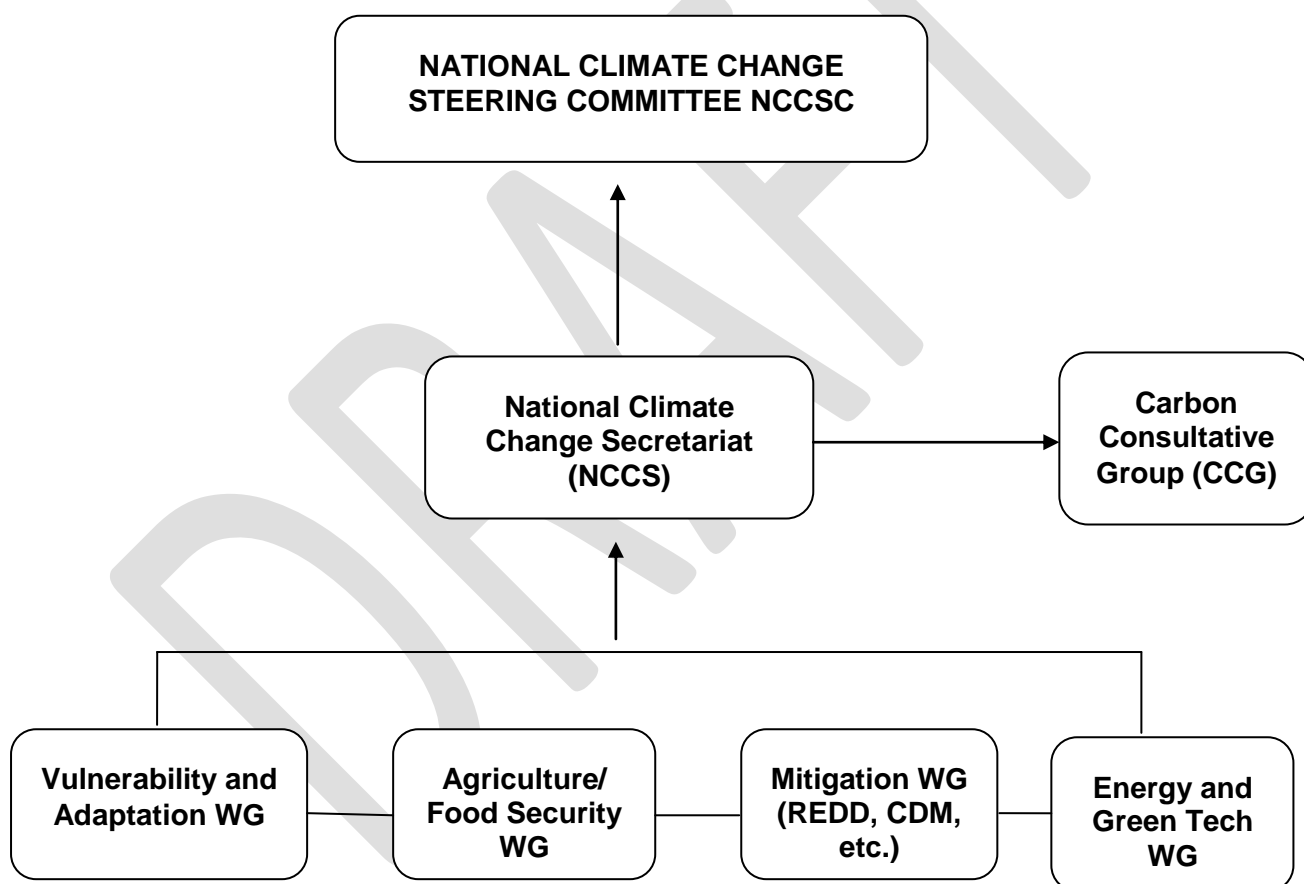 NATIONAL CLIMATE CHANGE
STEERING COMMITTEE NCCSC
National Climate
Change Secretariat
(NCCS)
Carbon
Consultative
Group (CCG)
Vulnerability and
Adaptation WG
Agriculture/
Food Security
WG
Mitigation WG
(REDD, CDM,
etc.)
Energy and
Green Tech
WG
DRAFT